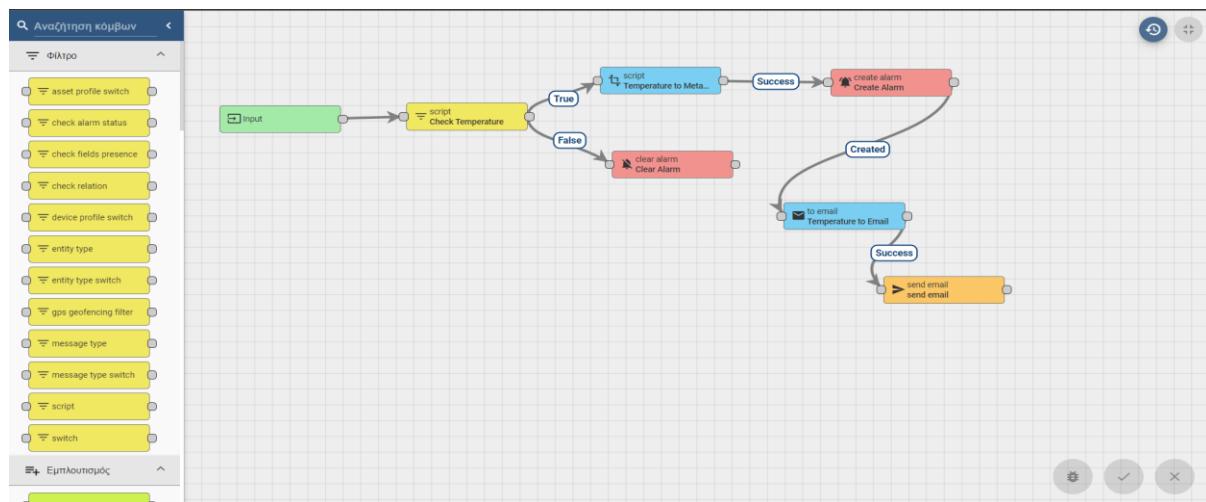 Αναζήτηση κόμβων
Φίλτρο
asset profile switch
check alarm status
check fields presence
check relation
device profile switch
entity type
entity type switch
gps geofencing filter
message type
message type switch
script
switch
Εμπλουτισμός
Input
script
Check Temperature
True
False
script
Temperature to Meta...
Success
create alarm
Create Alarm
clear alarm
Clear Alarm
Created
to email
Temperature to Email
Success
send email
send email